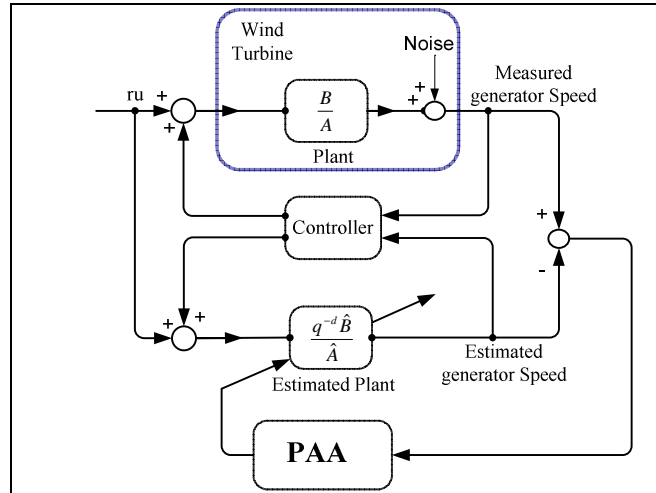 Wind
Turbine
Noise
ru
+
+
B
A
+
+
Measured
generator Speed
Plant
Controller
+
-
+
+
q^{-d} B̂
Â
Estimated Plant
Estimated
generator Speed
PAA